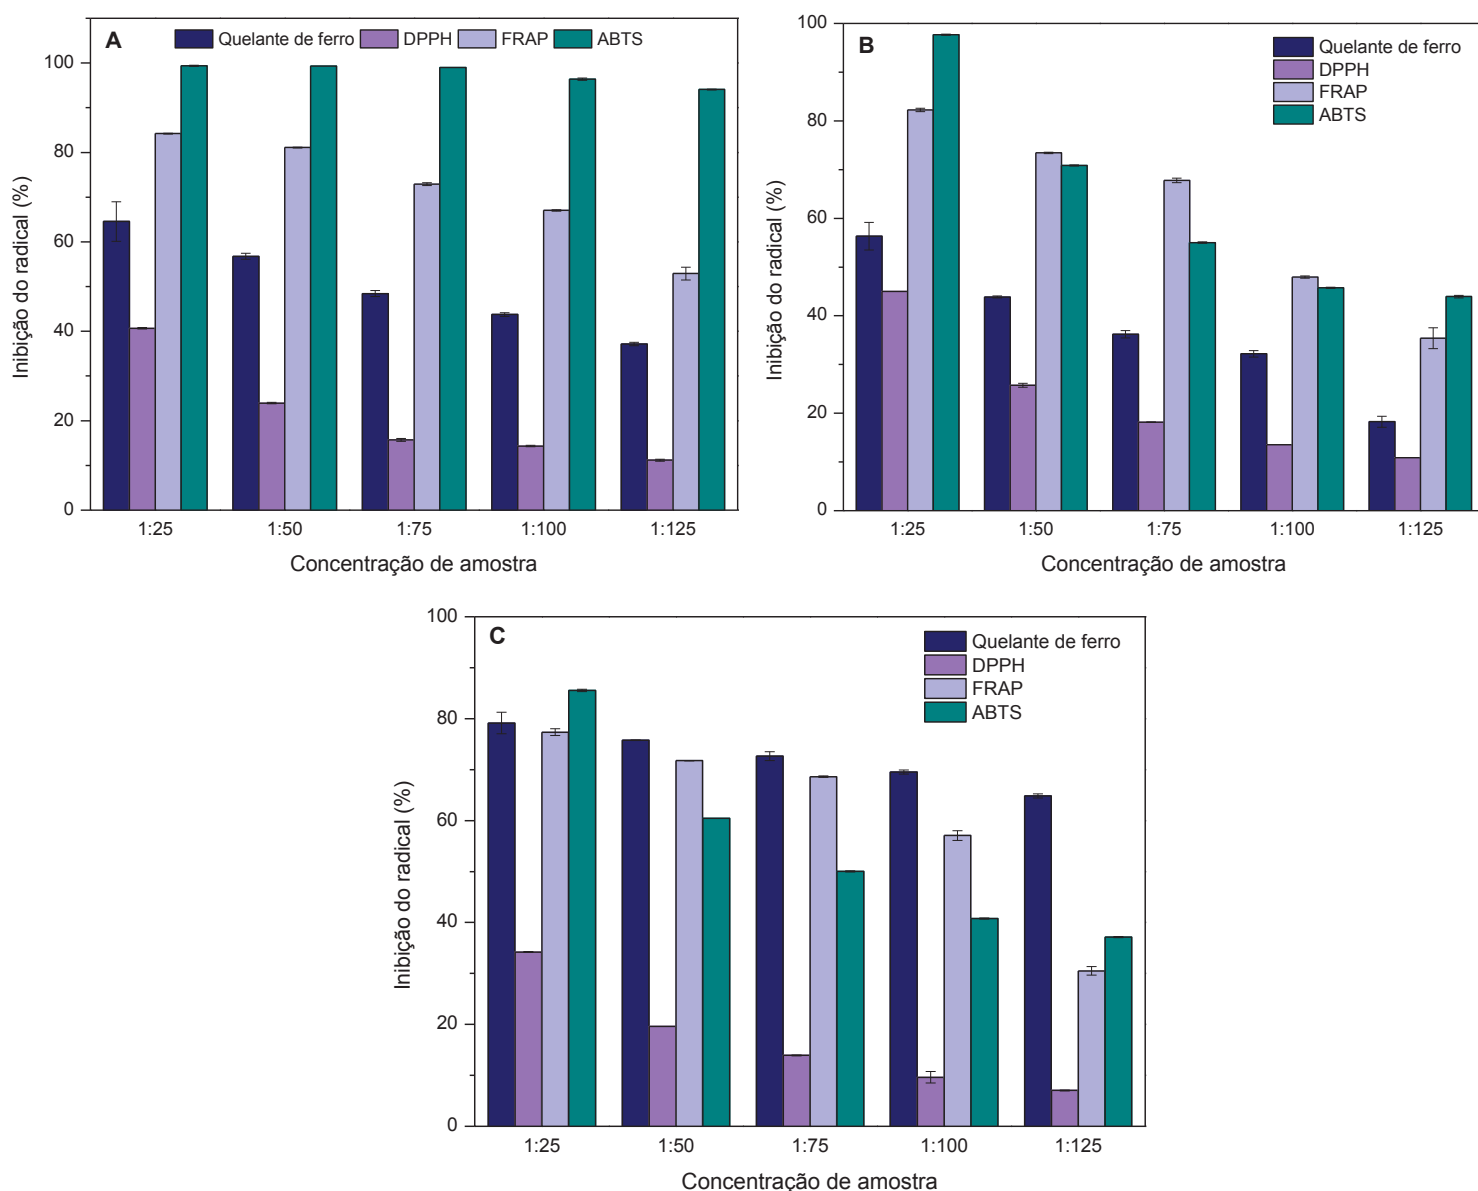 A
Quelante de ferro DPPH FRAP ABTS
Inibição do radical (%)
100
80
60
40
20
0
1:25 1:50 1:75 1:100 1:125
Concentração de amostra
B
Quelante de ferro
DPPH
FRAP
ABTS
Inibição do radical (%)
100
80
60
40
20
0
1:25 1:50 1:75 1:100 1:125
Concentração de amostra
C
Quelante de ferro
DPPH
FRAP
ABTS
Inibição do radical (%)
100
80
60
40
20
0
1:25 1:50 1:75 1:100 1:125
Concentração de amostra